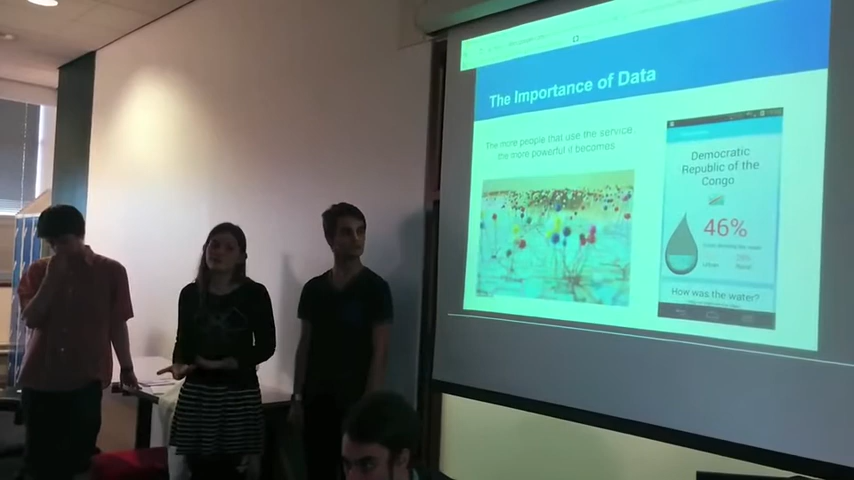 The Importance of Data
The more people that use the service
the more powerful it becomes
Democratic
Republic of the
Congo
46%
Urban
How was the water?